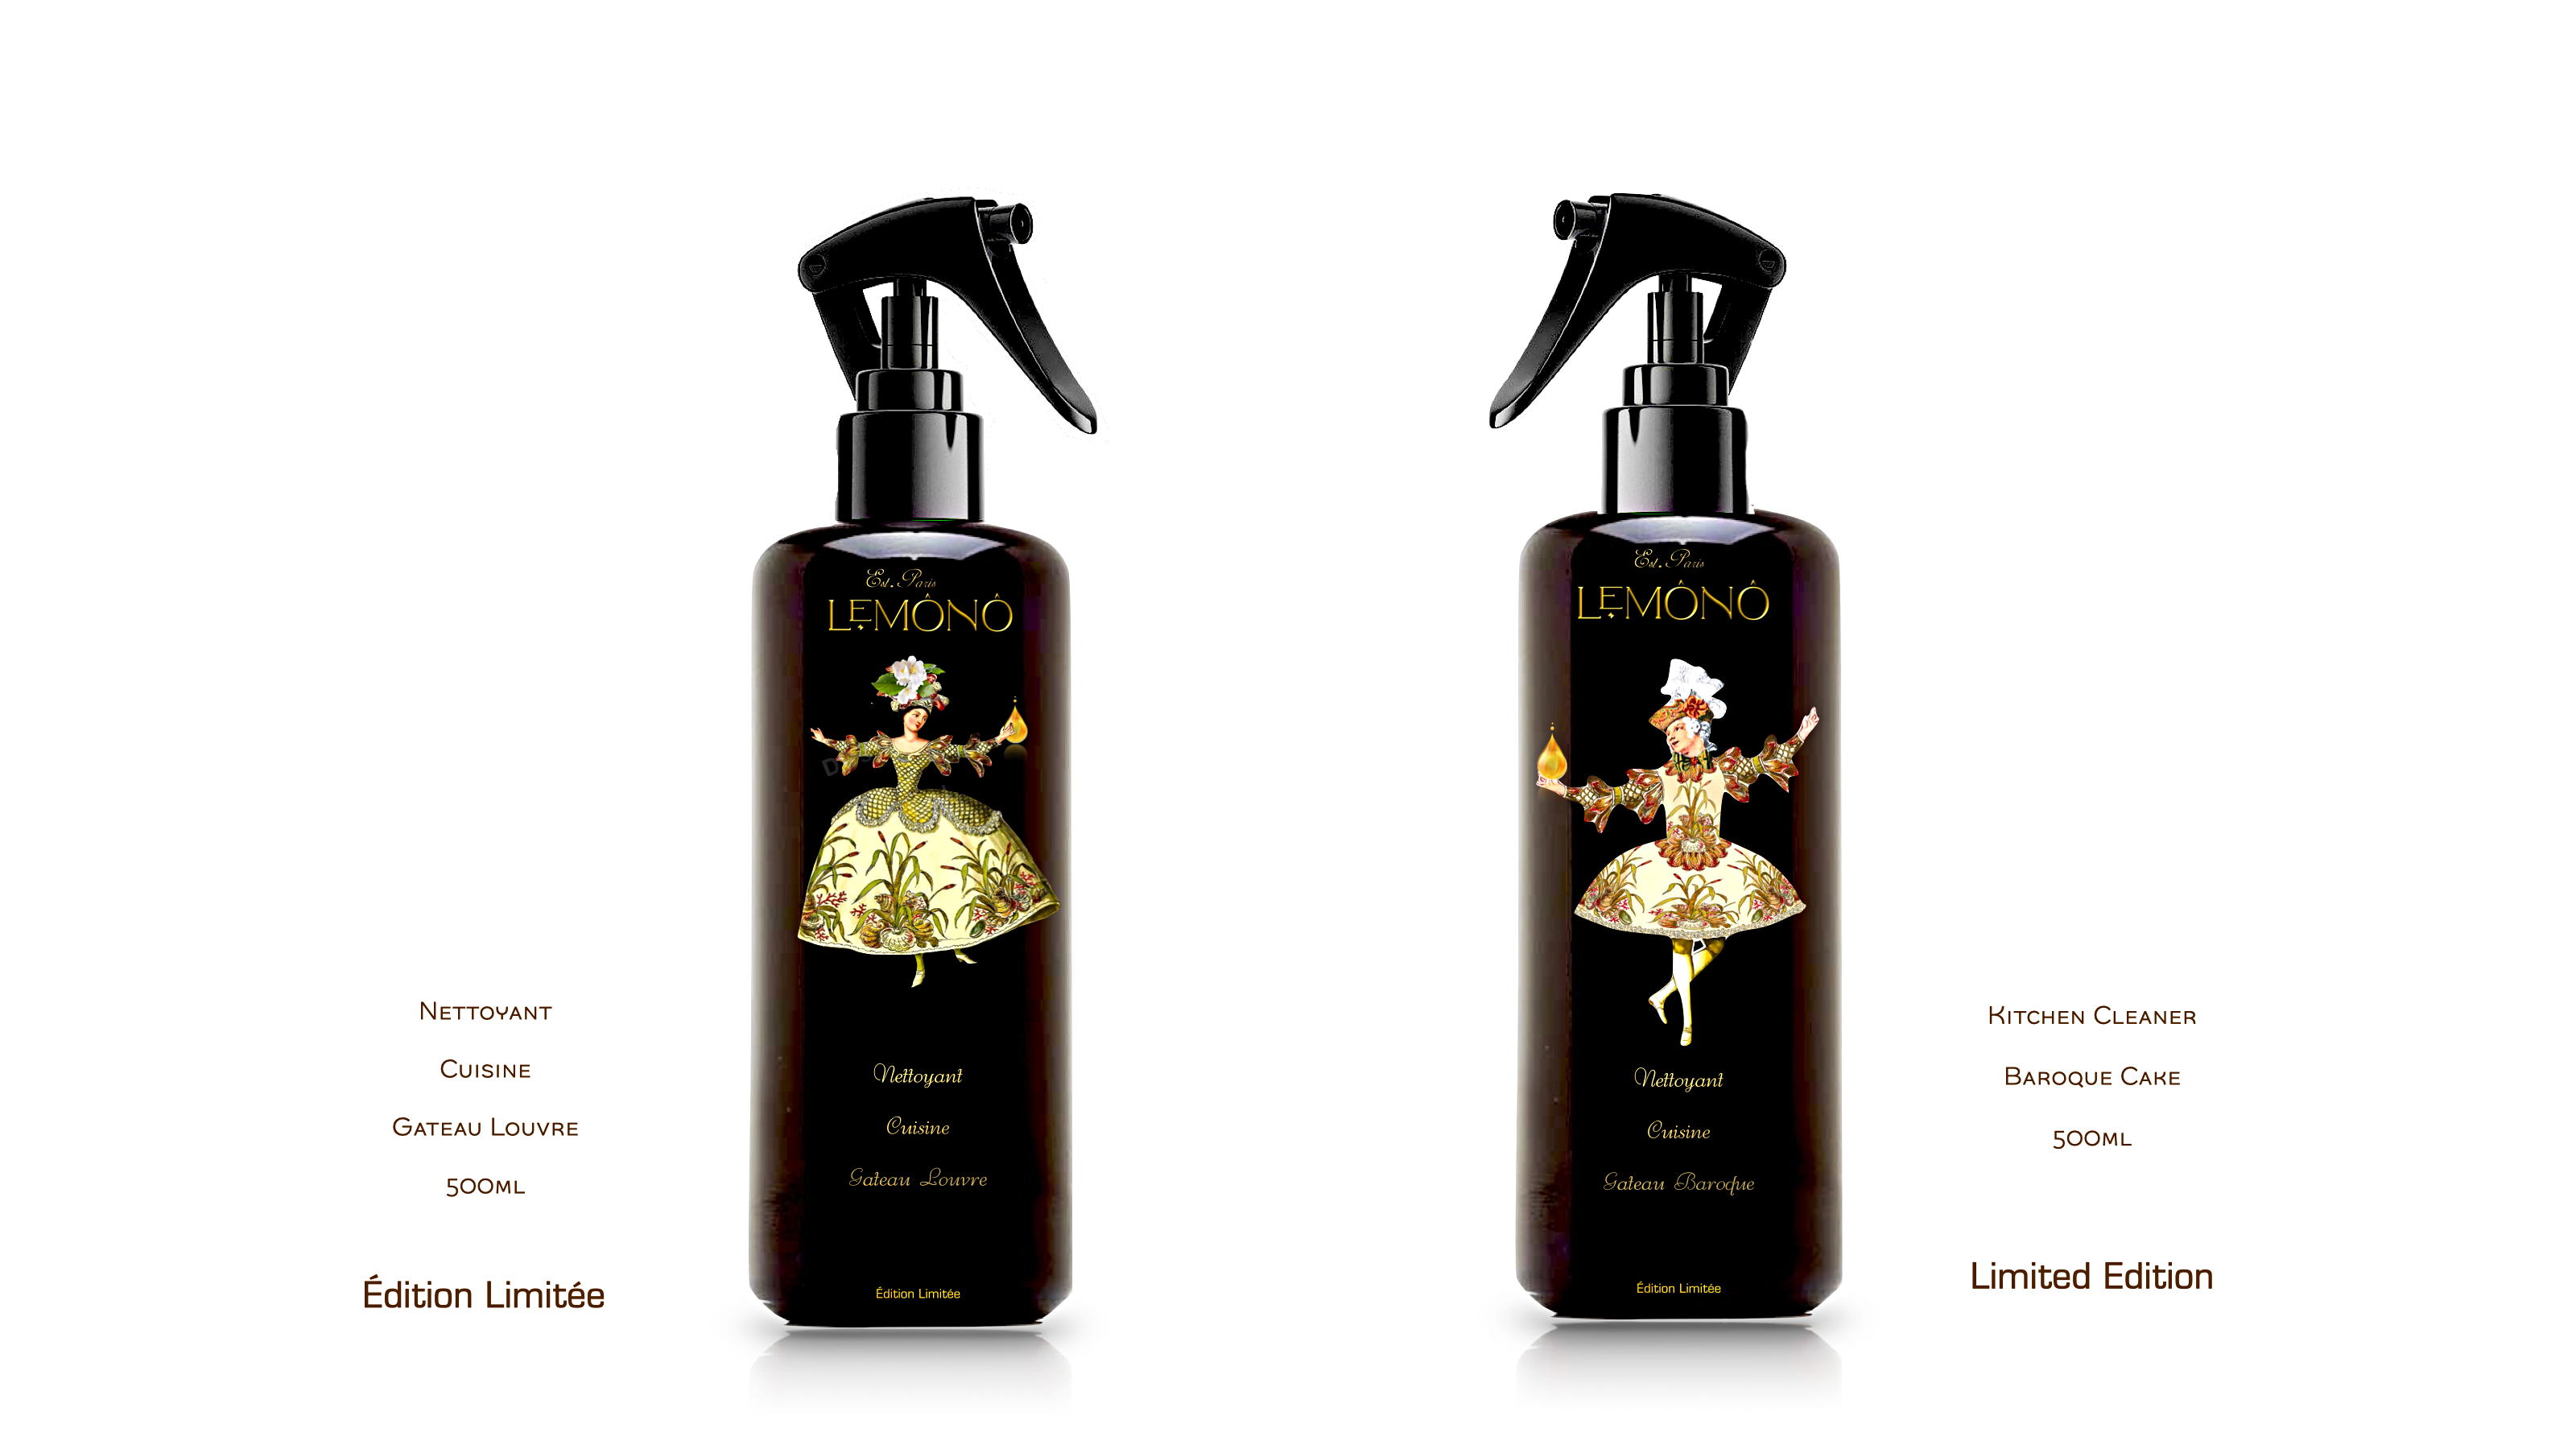 Est. Paris
LEMÔNÔ
Nettoyant
Cuisine
Gateau Louvre
Édition Limitée
Nettoyant
Cuisine
Gateau Louvre
500ml
Édition Limitée
Est. Paris
LEMÔNÔ
Nettoyant
Cuisine
Gateau Baroque
Édition Limitée
Kitchen Cleaner
Baroque Cake
500ml
Limited Edition